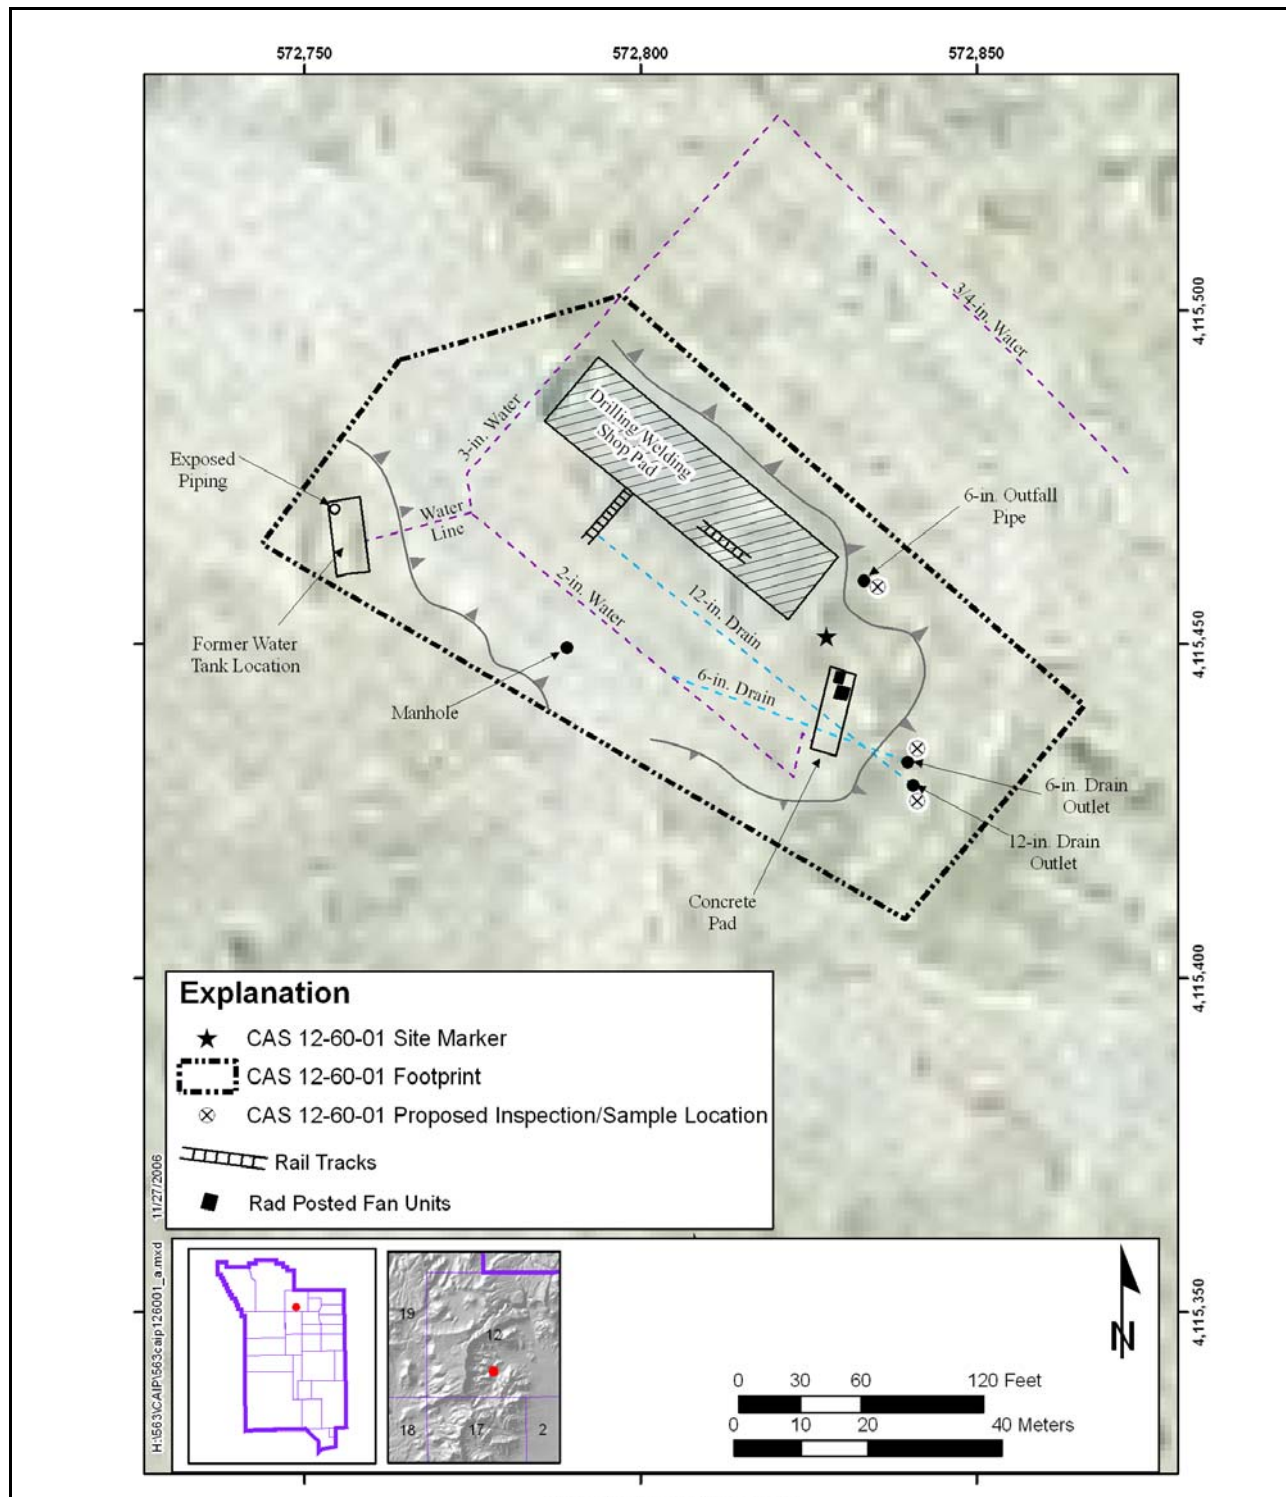 572,750
572,800
572,850
4,115,500
4,115,450
4,115,400
4,115,350
3/4-in. Water
3-in. Water
Drilling/Welding
Shop Pad
Exposed
Piping
Water
Line
6-in. Outfall
Pipe
2-in. Water
12-in. Drain
Former Water
Tank Location
6-in. Drain
Manhole
6-in. Drain
Outlet
12-in. Drain
Outlet
Concrete
Pad
Explanation
CAS 12-60-01 Site Marker
CAS 12-60-01 Footprint
CAS 12-60-01 Proposed Inspection/Sample Location
Rail Tracks
Rad Posted Fan Units
H:\563\CAIP\563caip126001_a.mxd 11/27/2006
19
12
18
17
2
N
0 30 60 120 Feet
0 10 20 40 Meters